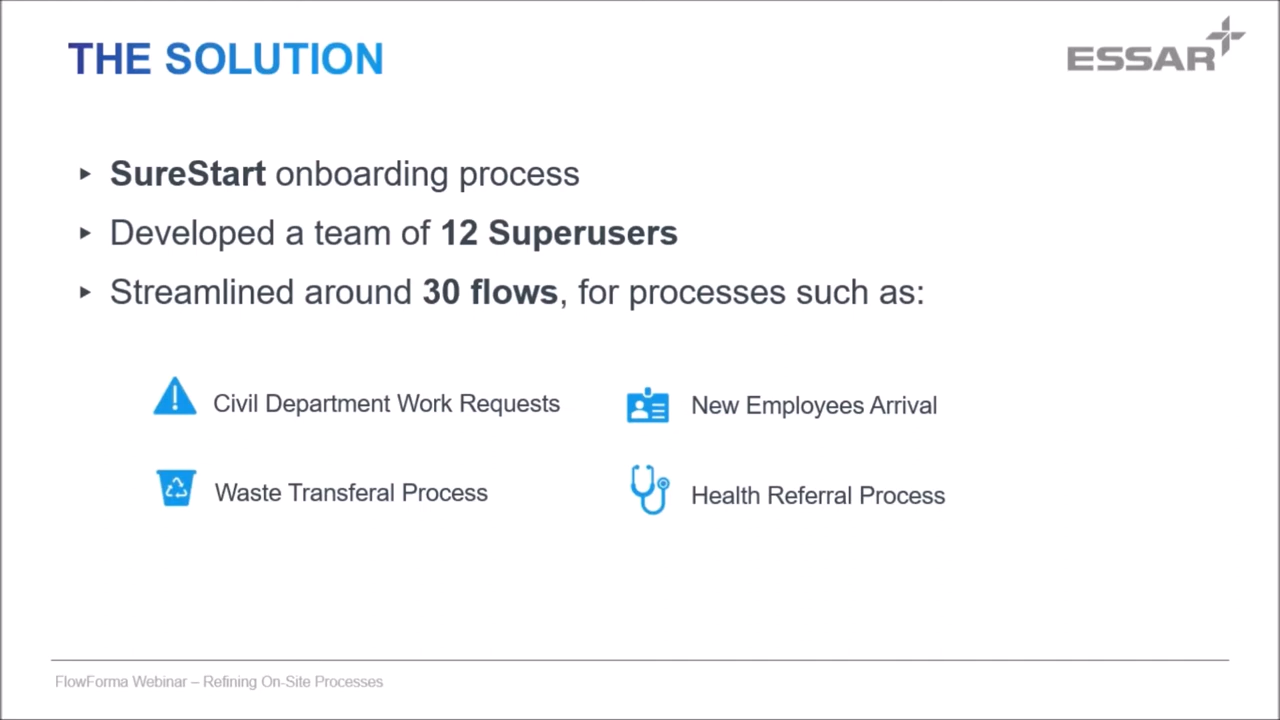 THE SOLUTION
ESSAR
▸ SureStart onboarding process
▸ Developed a team of 12 Superusers
▸ Streamlined around 30 flows, for processes such as:
Civil Department Work Requests
New Employees Arrival
Waste Transferal Process
Health Referral Process
FlowForma Webinar – Refining On-Site Processes